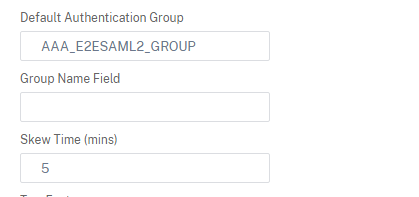 Default Authentication Group
AAA_E2ESAML2_GROUP
Group Name Field
Skew Time (mins)
5